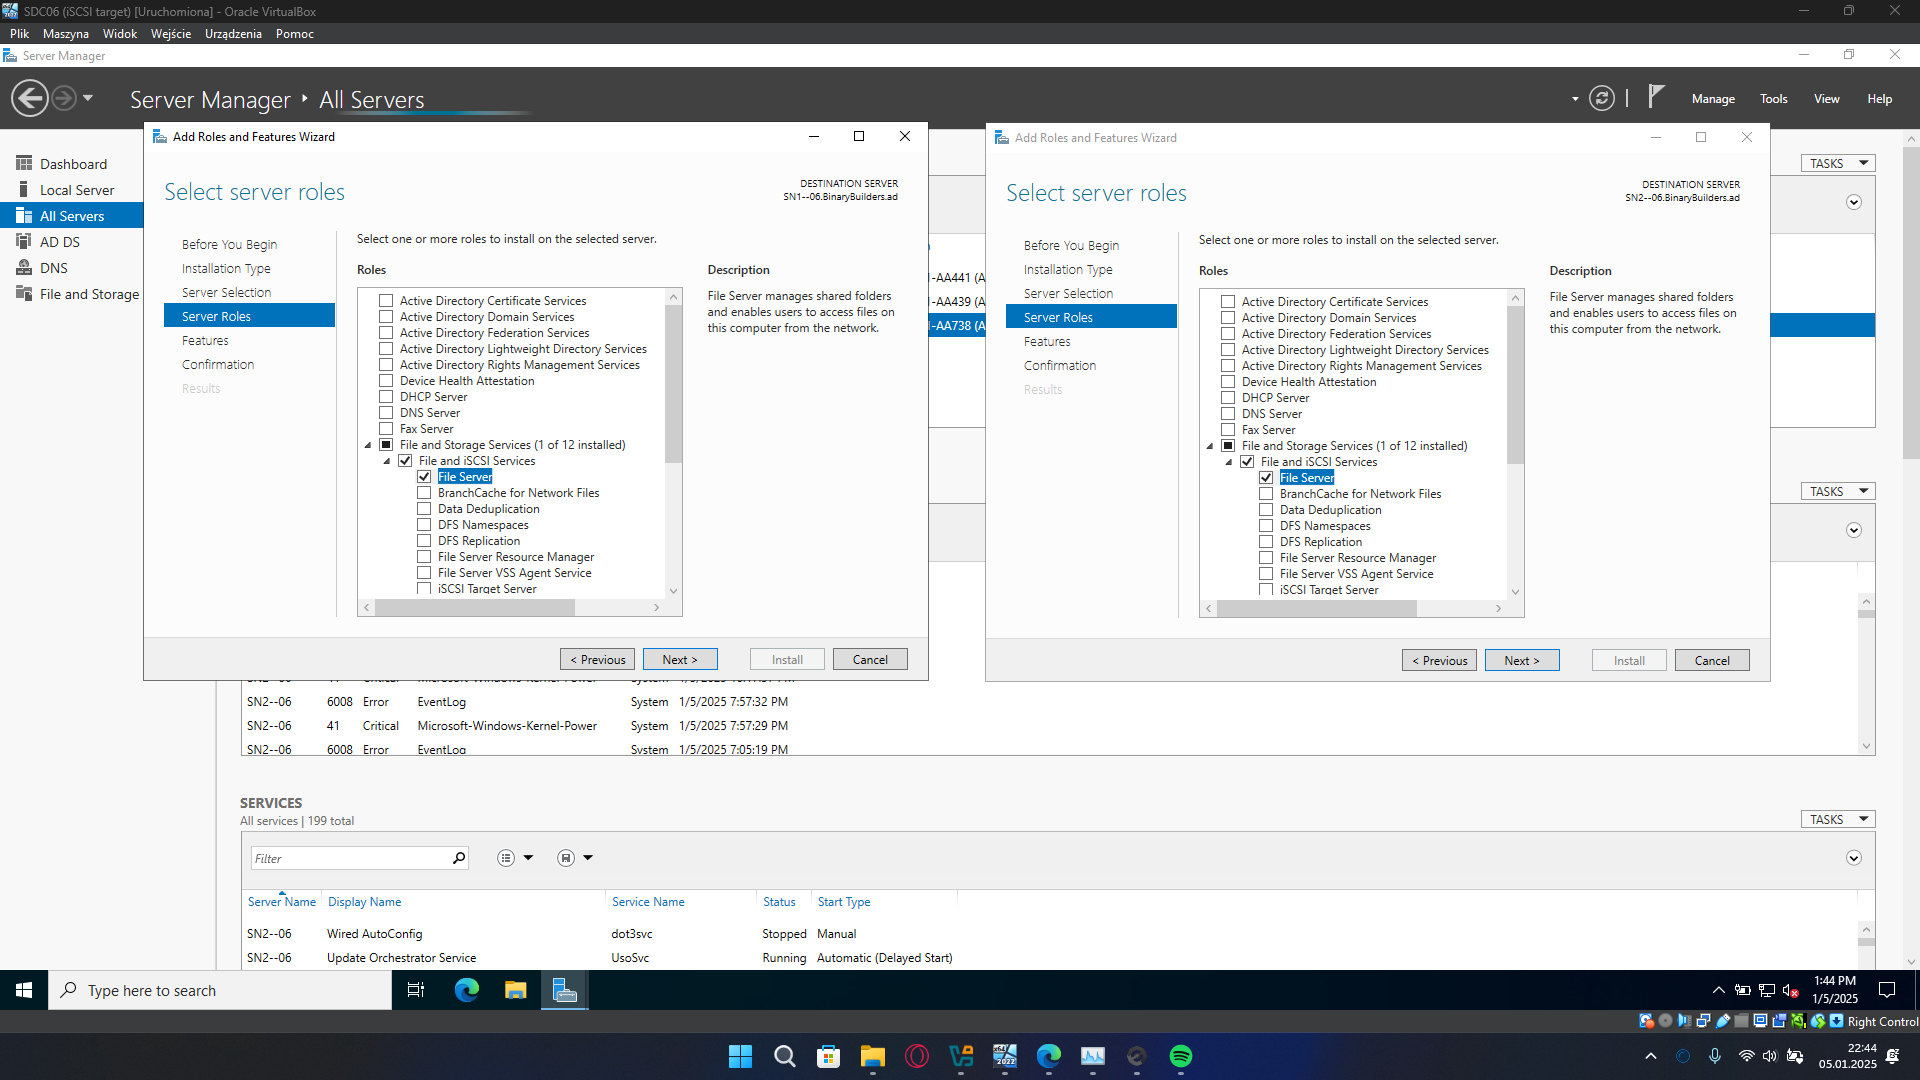 SDC06 (iSCSI target) [Uruchomiona] - Oracle VirtualBox
Plik Maszyna Widok Wejście Urządzenia Pomoc
Server Manager
Server Manager ‣ All Servers
Manage Tools View Help
Dashboard
Local Server
All Servers
AD DS
DNS
File and Storage
Add Roles and Features Wizard
Select server roles
DESTINATION SERVER
SN1--06.BinaryBuilders.ad
Before You Begin
Installation Type
Server Selection
Server Roles
Features
Confirmation
Results
Select one or more roles to install on the selected server.
Roles
Active Directory Certificate Services
Active Directory Domain Services
Active Directory Federation Services
Active Directory Lightweight Directory Services
Active Directory Rights Management Services
Device Health Attestation
DHCP Server
DNS Server
Fax Server
File and Storage Services (1 of 12 installed)
File and iSCSI Services
File Server
BranchCache for Network Files
Data Deduplication
DFS Namespaces
DFS Replication
File Server Resource Manager
File Server VSS Agent Service
iSCSI Target Server
Description
File Server manages shared folders
and enables users to access files on
this computer from the network.
< Previous Next > Install Cancel
-AA441 (A
-AA439 (A
-AA738 (A
Add Roles and Features Wizard
Select server roles
DESTINATION SERVER
SN2--06.BinaryBuilders.ad
Before You Begin
Installation Type
Server Selection
Server Roles
Features
Confirmation
Results
Select one or more roles to install on the selected server.
Roles
Active Directory Certificate Services
Active Directory Domain Services
Active Directory Federation Services
Active Directory Lightweight Directory Services
Active Directory Rights Management Services
Device Health Attestation
DHCP Server
DNS Server
Fax Server
File and Storage Services (1 of 12 installed)
File and iSCSI Services
File Server
BranchCache for Network Files
Data Deduplication
DFS Namespaces
DFS Replication
File Server Resource Manager
File Server VSS Agent Service
iSCSI Target Server
Description
File Server manages shared folders
and enables users to access files on
this computer from the network.
< Previous Next > Install Cancel
TASKS
TASKS
SN2--06 6008 Error EventLog System 1/5/2025 7:57:32 PM
SN2--06 41 Critical Microsoft-Windows-Kernel-Power System 1/5/2025 7:57:29 PM
SN2--06 6008 Error EventLog System 1/5/2025 7:05:19 PM
SERVICES
All services | 199 total
TASKS
Filter
Server Name Display Name Service Name Status Start Type
SN2--06 Wired AutoConfig dot3svc Stopped Manual
SN2--06 Update Orchestrator Service UsoSvc Running Automatic (Delayed Start)
Type here to search
1:44 PM
1/5/2025
Right Control
22:44
05.01.2025